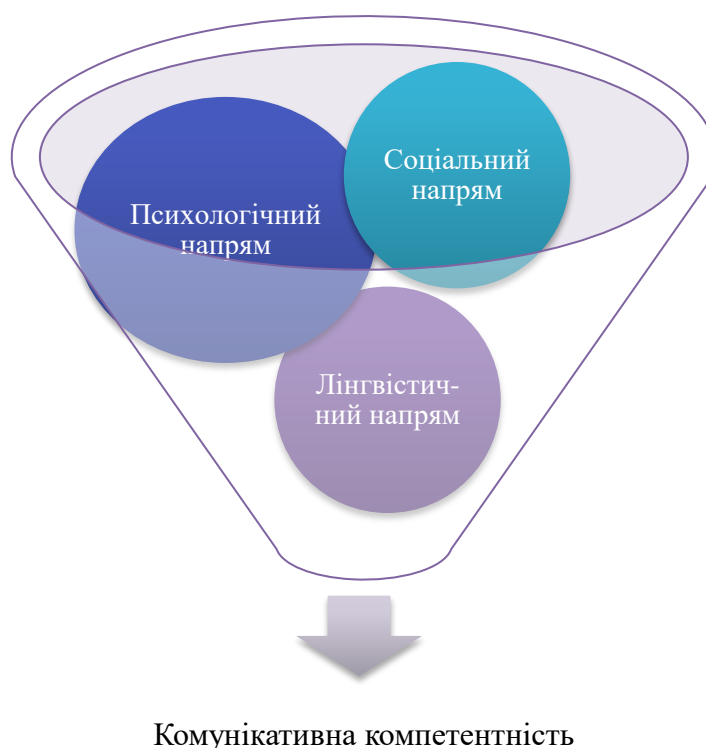 Соціальний
напрям
Психологічний
напрям
Лінгвістич-
ний напрям
Комунікативна компетентність